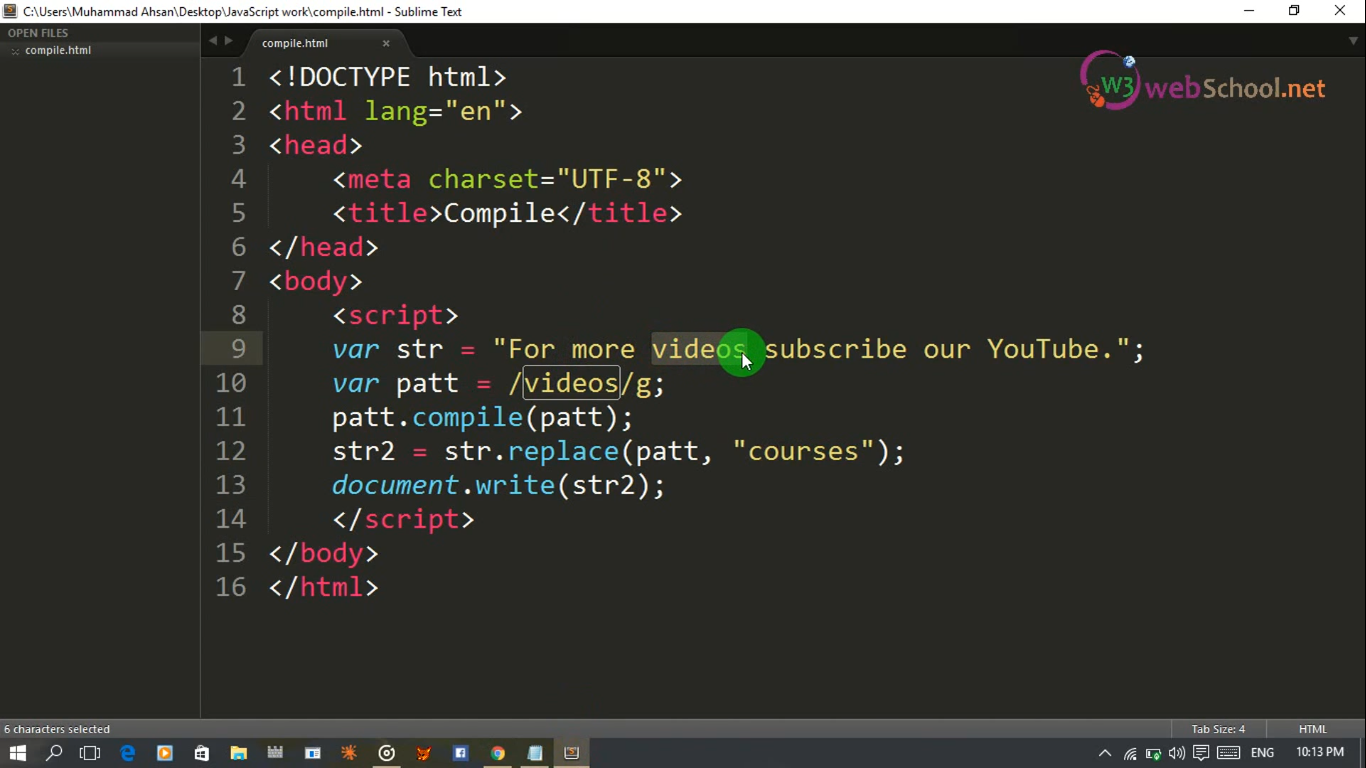 C:\Users\Muhammad Ahsan\Desktop\JavaScript work\compile.html - Sublime Text
OPEN FILES
compile.html
compile.html
W3 webSchool.net
1 <!DOCTYPE html>
2 <html lang="en">
3 <head>
4     <meta charset="UTF-8">
5     <title>Compile</title>
6 </head>
7 <body>
8     <script>
9     var str = "For more videos subscribe our YouTube.";
10     var patt = /videos/g;
11     patt.compile(patt);
12     str2 = str.replace(patt, "courses");
13     document.write(str2);
14     </script>
15 </body>
16 </html>
6 characters selected
Tab Size: 4
HTML
ENG
10:13 PM